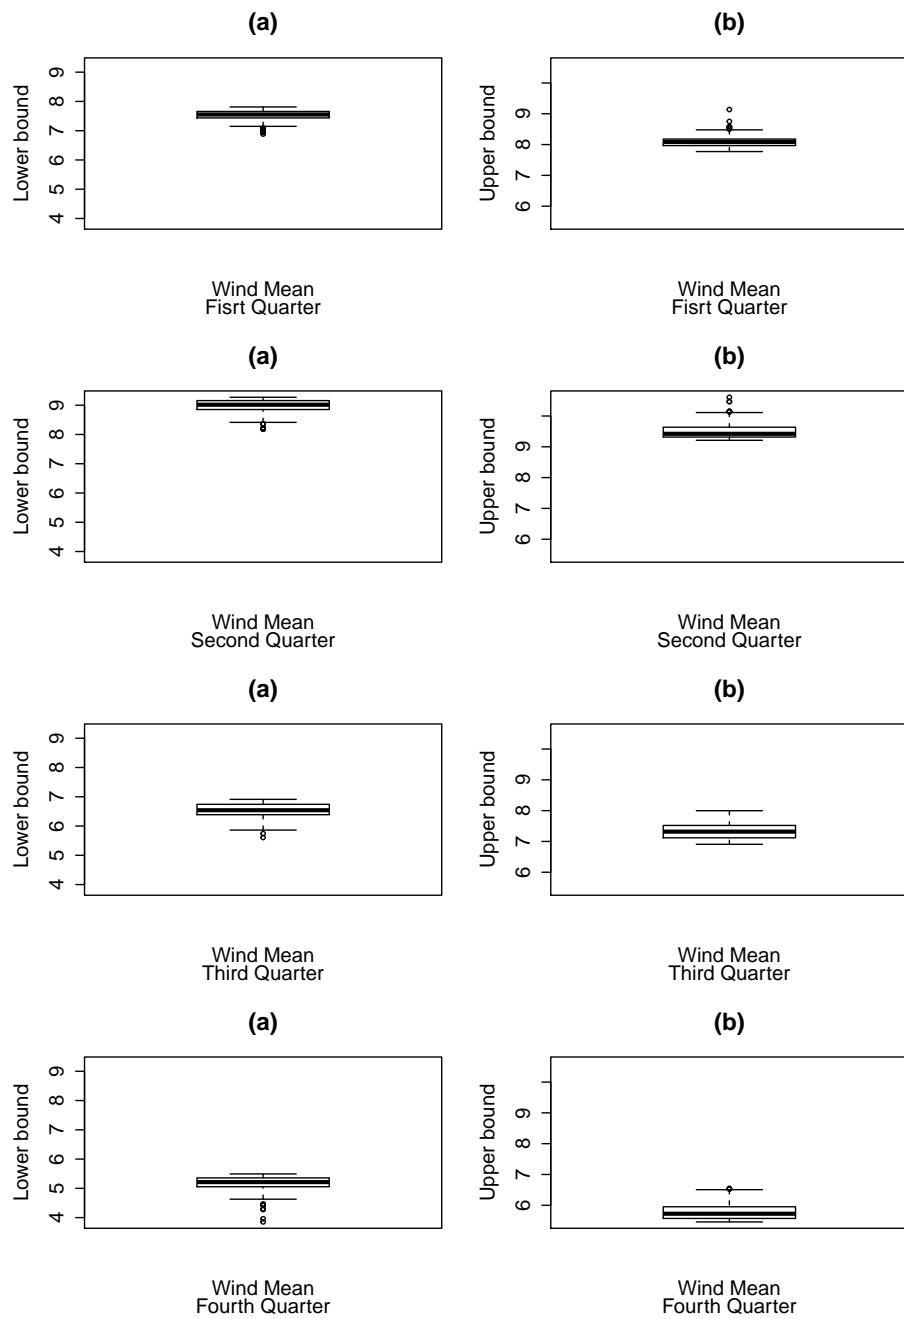 (a)
Lower bound
4 5 6 7 8 9
Wind Mean
Fisrt Quarter
(b)
Upper bound
6 7 8 9
Wind Mean
Fisrt Quarter
(a)
Lower bound
4 5 6 7 8 9
Wind Mean
Second Quarter
(b)
Upper bound
6 7 8 9
Wind Mean
Second Quarter
(a)
Lower bound
4 5 6 7 8 9
Wind Mean
Third Quarter
(b)
Upper bound
6 7 8 9
Wind Mean
Third Quarter
(a)
Lower bound
4 5 6 7 8 9
Wind Mean
Fourth Quarter
(b)
Upper bound
6 7 8 9
Wind Mean
Fourth Quarter